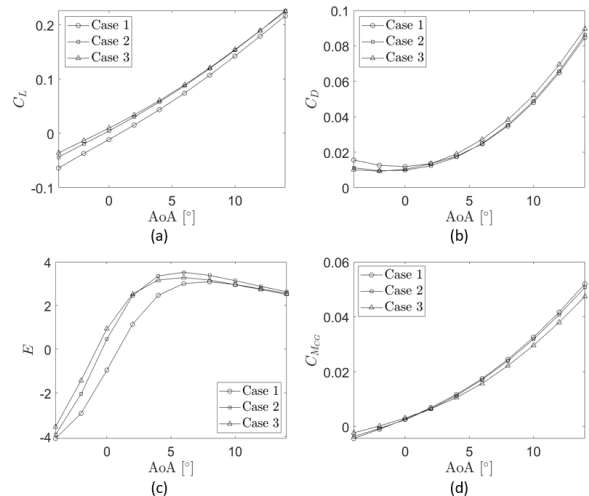 0.2
0.1
0
-0.1
C_L
Case 1
Case 2
Case 3
0
5
10
AoA [°]
(a)
0.1
0.08
0.06
0.04
0.02
0
C_D
Case 1
Case 2
Case 3
0
5
10
AoA [°]
(b)
4
2
0
-2
-4
E
Case 1
Case 2
Case 3
0
5
10
AoA [°]
(c)
0.06
0.04
0.02
0
C_{M_{CG}}
Case 1
Case 2
Case 3
0
5
10
AoA [°]
(d)